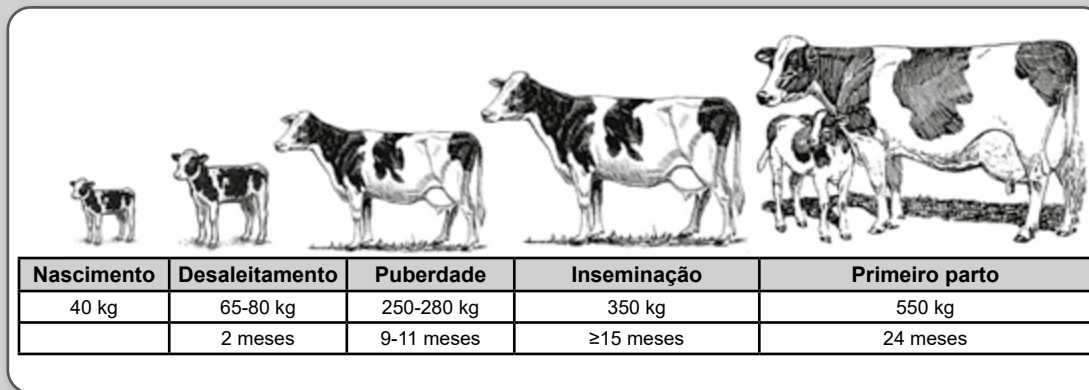 Nascimento Desaleitamento Puberdade Inseminação Primeiro parto
40 kg 65-80 kg 250-280 kg 350 kg 550 kg
2 meses 9-11 meses ≥15 meses 24 meses